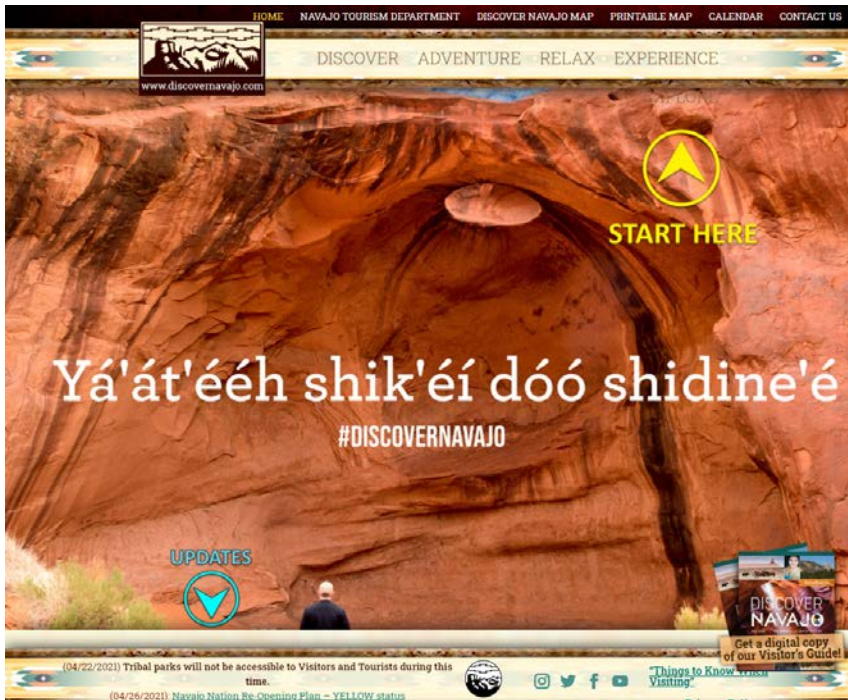 HOME NAVAJO TOURISM DEPARTMENT DISCOVER NAVAJO MAP PRINTABLE MAP CALENDAR CONTACT US
www.discovernavajo.com
DISCOVER ADVENTURE RELAX EXPERIENCE
EXPLORE
START HERE
Yá'át'ééh shik'éí dóó shidine'é
#DISCOVERNAVAJO
UPDATES
DISCOVER
NAVAJO
Get a digital copy
of our Visitor's Guide!
(04/22/2021) Tribal parks will not be accessible to Visitors and Tourists during this
time.
(04/26/2021) Navajo Nation Re-Opening Plan – YELLOW status
"Things to Know When
Visiting"